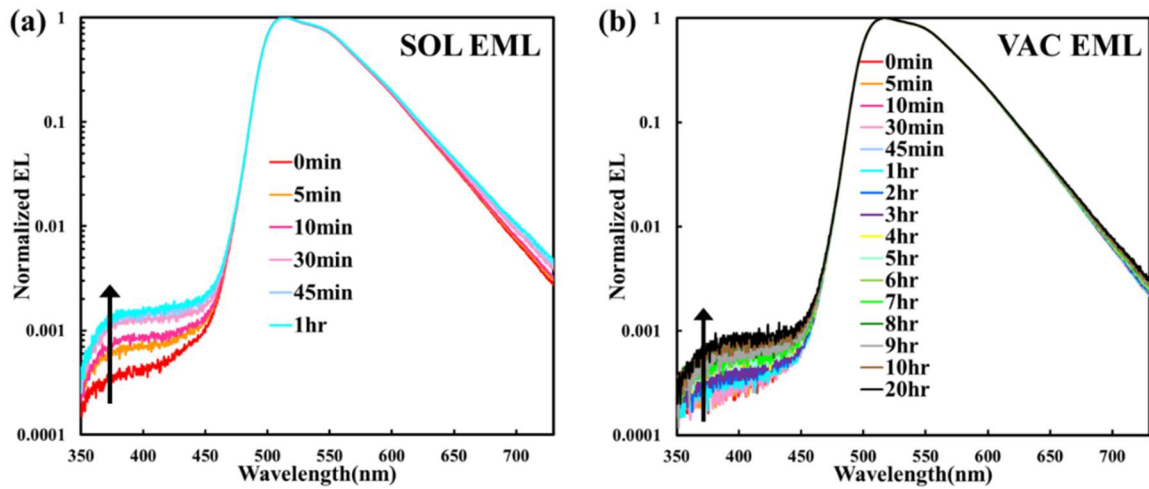 (a)
SOL EML
Normalized EL
1
0.1
0.01
0.001
0.0001
0min
5min
10min
30min
45min
1hr
350 400 450 500 550 600 650 700
Wavelength(nm)
(b)
VAC EML
Normalized EL
1
0.1
0.01
0.001
0.0001
0min
5min
10min
30min
45min
1hr
2hr
3hr
4hr
5hr
6hr
7hr
8hr
9hr
10hr
20hr
350 400 450 500 550 600 650 700
Wavelength(nm)